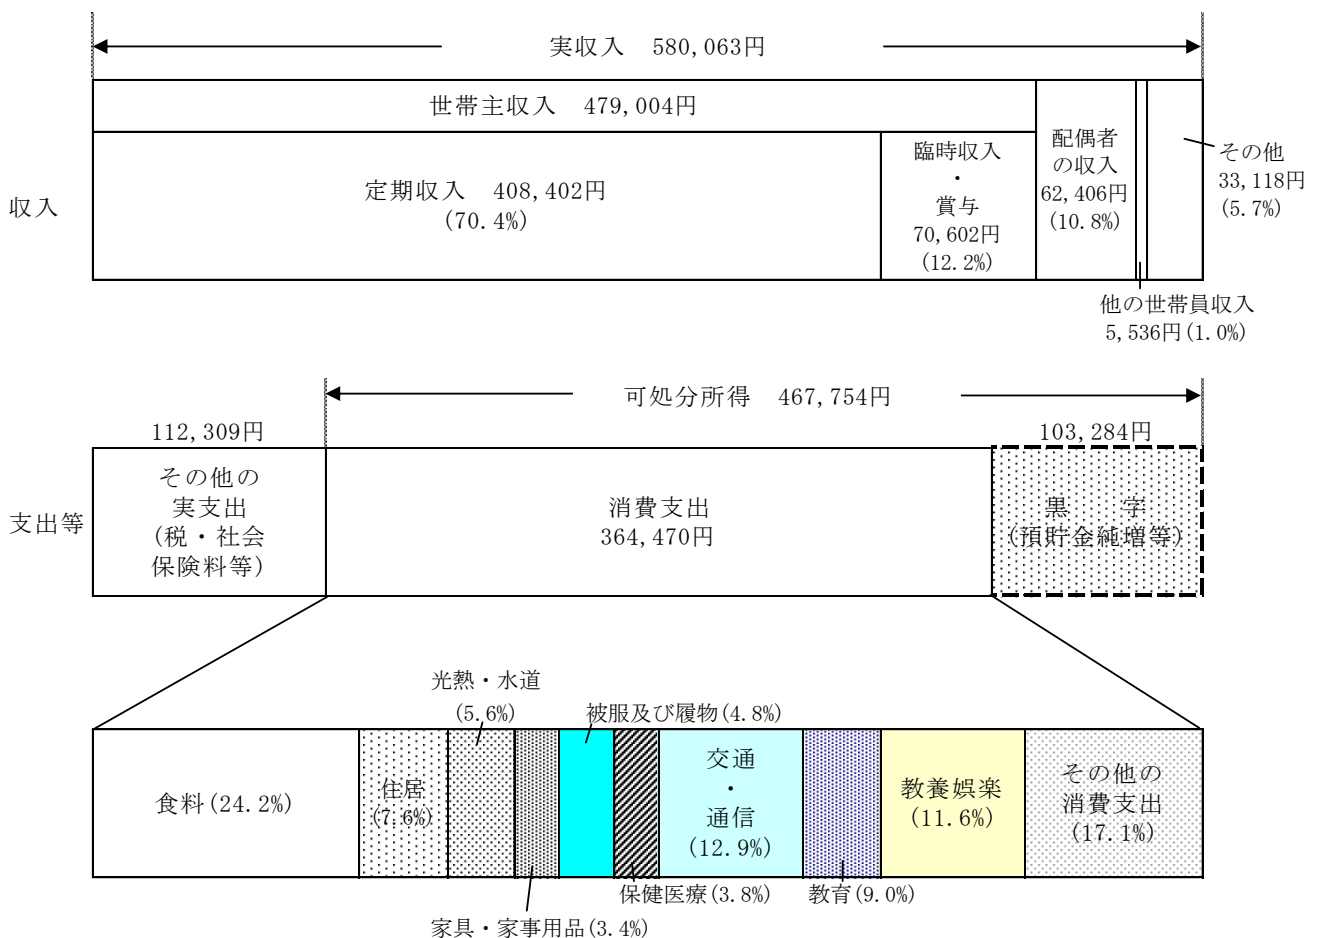 実収入　580,063円
世帯主収入　479,004円
収入
定期収入　408,402円
(70.4%)
臨時収入
・
賞与
70,602円
(12.2%)
配偶者
の収入
62,406円
(10.8%)
その他
33,118円
(5.7%)
他の世帯員収入
5,536円(1.0%)
可処分所得　467,754円
112,309円
103,284円
支出等
その他の
実支出
(税・社会
保険料等)
消費支出
364,470円
黒　　字
(預貯金純増等)
光熱・水道
(5.6%)
被服及び履物(4.8%)
食料(24.2%)
住居
(7.6%)
交通
・
通信
(12.9%)
教養娯楽
(11.6%)
その他の
消費支出
(17.1%)
保健医療(3.8%)
教育(9.0%)
家具・家事用品(3.4%)